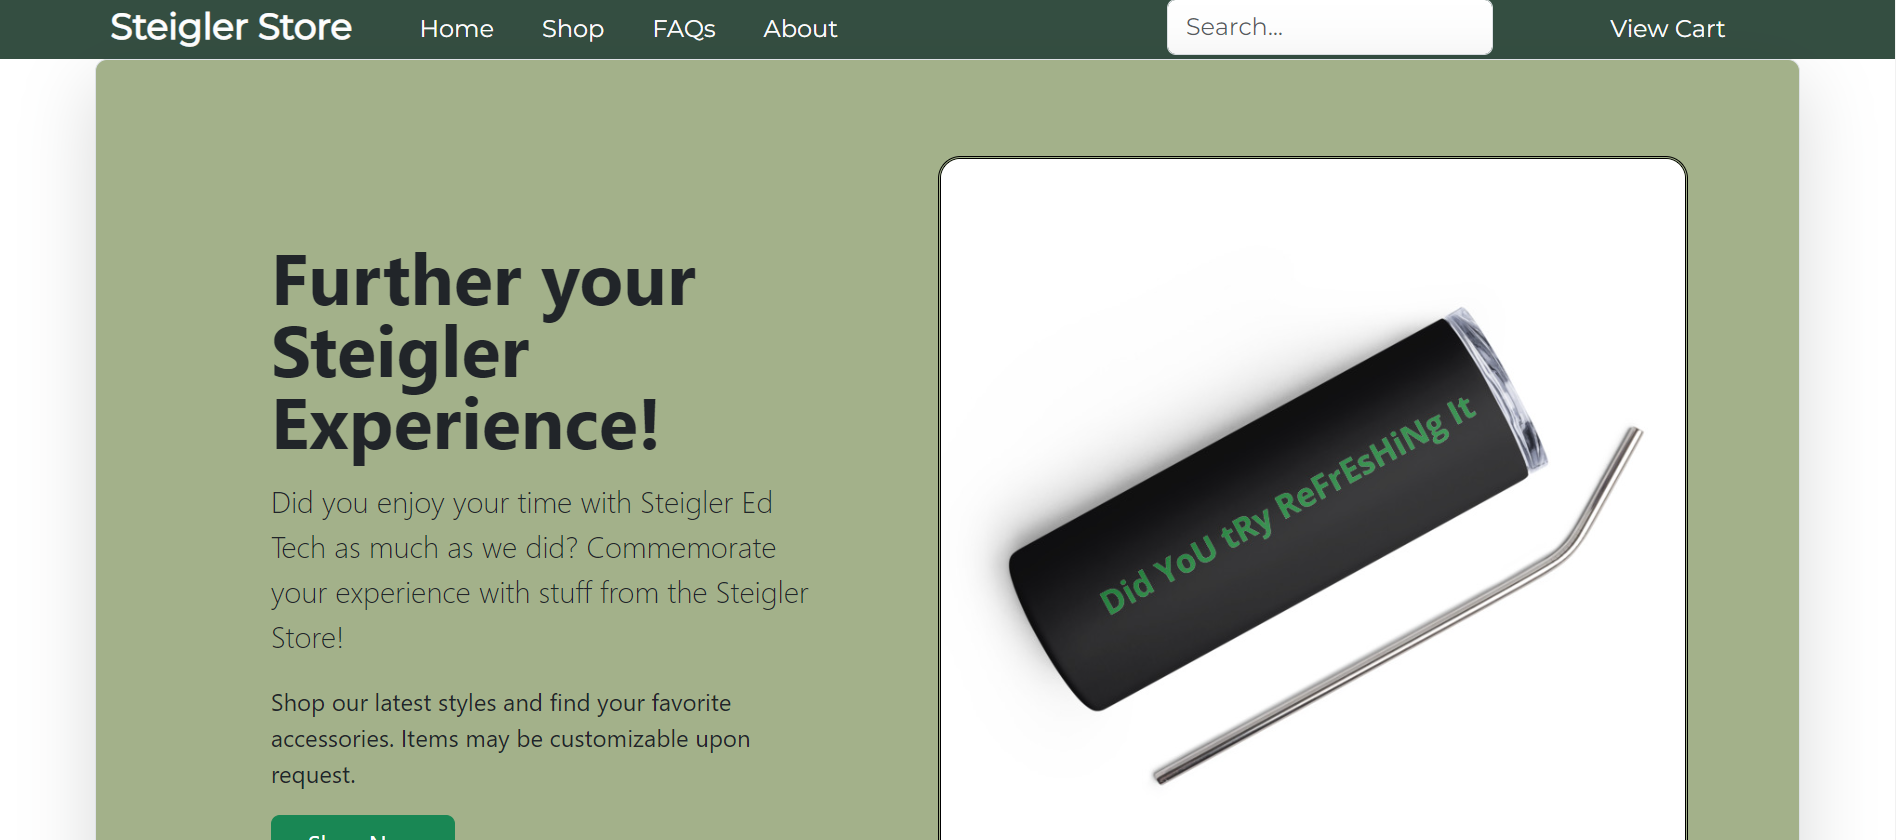 Steigler Store Home Shop FAQs About Search... View Cart
Further your
Steigler
Experience!
Did you enjoy your time with Steigler Ed
Tech as much as we did? Commemorate
your experience with stuff from the Steigler
Store!
Shop our latest styles and find your favorite
accessories. Items may be customizable upon
request.
Did YoU tRy ReFrEsHiNg It